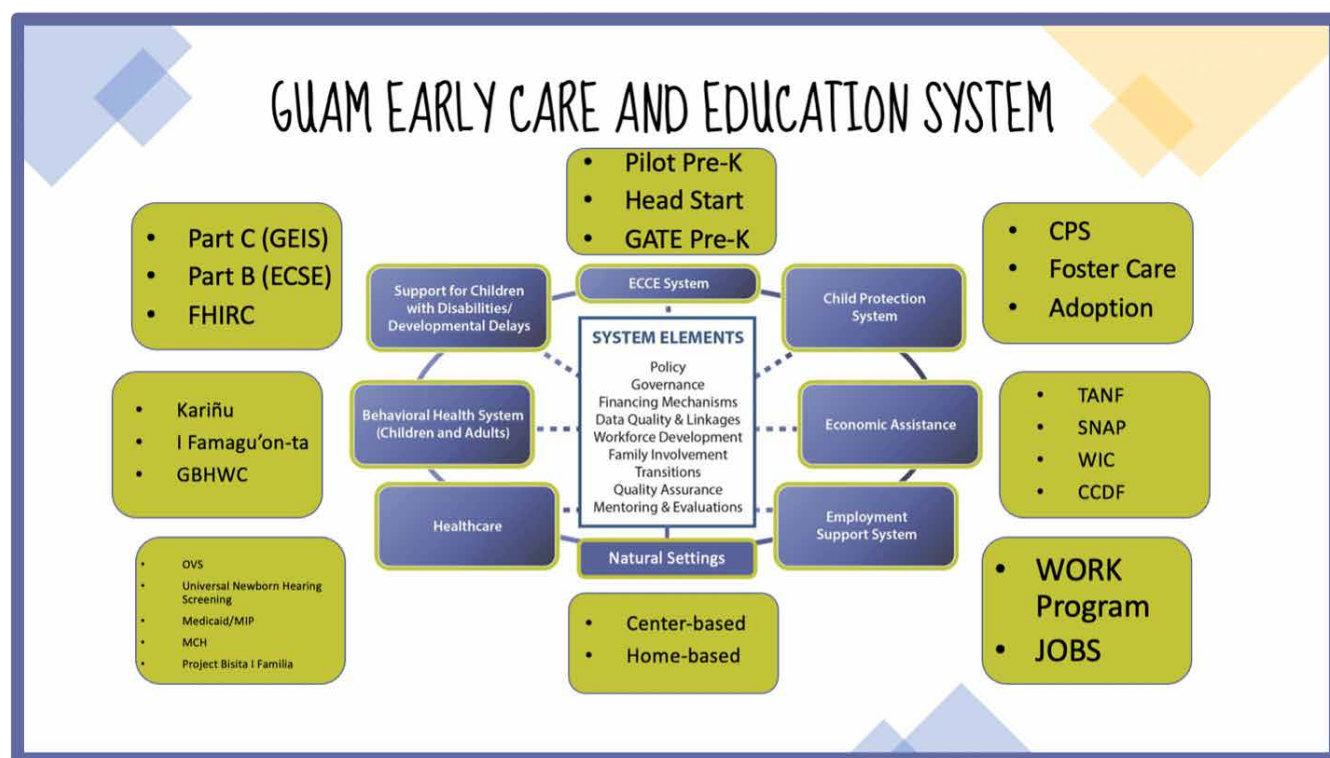 GUAM EARLY CARE AND EDUCATION SYSTEM
• Pilot Pre-K
• Head Start
• GATE Pre-K
• Part C (GEIS)
• Part B (ECSE)
• FHIRC
• CPS
• Foster Care
• Adoption
Support for Children
with Disabilities/
Developmental Delays
ECCE System
Child Protection
System
SYSTEM ELEMENTS
Policy
Governance
Financing Mechanisms
Data Quality & Linkages
Workforce Development
Family Involvement
Transitions
Quality Assurance
Mentoring & Evaluations
• Kariñu
• I Famagu'on-ta
• GBHWC
Behavioral Health System
(Children and Adults)
Economic Assistance
• TANF
• SNAP
• WIC
• CCDF
Healthcare
Natural Settings
Employment
Support System
• OVS
• Universal Newborn Hearing
Screening
• Medicaid/MIP
• MCH
• Project Bisita I Familia
• Center-based
• Home-based
• WORK
Program
• JOBS